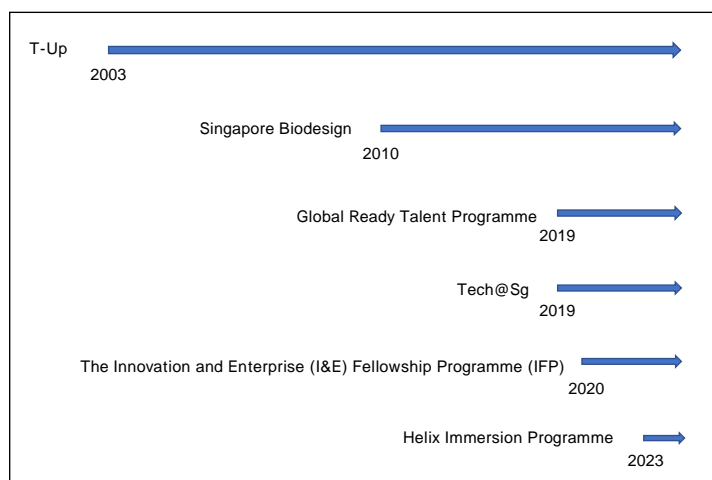 T-Up
2003
Singapore Biodesign
2010
Global Ready Talent Programme
2019
Tech@Sg
2019
The Innovation and Enterprise (I&E) Fellowship Programme (IFP)
2020
Helix Immersion Programme
2023